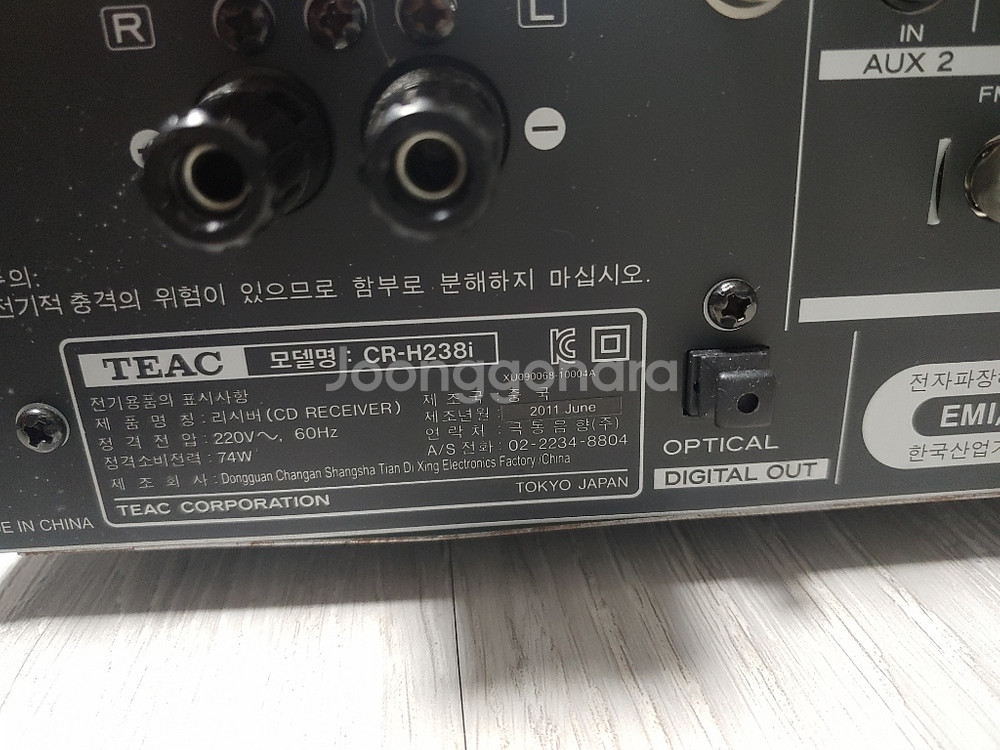 R
L
IN
AUX 2
FM
의:
전기적 충격의 위험이 있으므로 함부로 분해하지 마십시오.
TEAC 모델명 : CR-H238i
Joonggonara
XU090068-10004A
전기용품의 표시사항
제 조 국 : 중 국
제 품 명 칭 : 리시버(CD RECEIVER)
제조년월 : 2011 June
정 격 전 압 : 220V~, 60Hz
연 락 처 : 극동음향(주)
정격소비전력 : 74W
A/S 전화 : 02-2234-8804
제 조 회 사 : Dongguan Changan Shangsha Tian Di Xing Electronics Factory /China
TEAC CORPORATION
TOKYO JAPAN
E IN CHINA
OPTICAL
DIGITAL OUT
전자파장
EMI
한국산업기